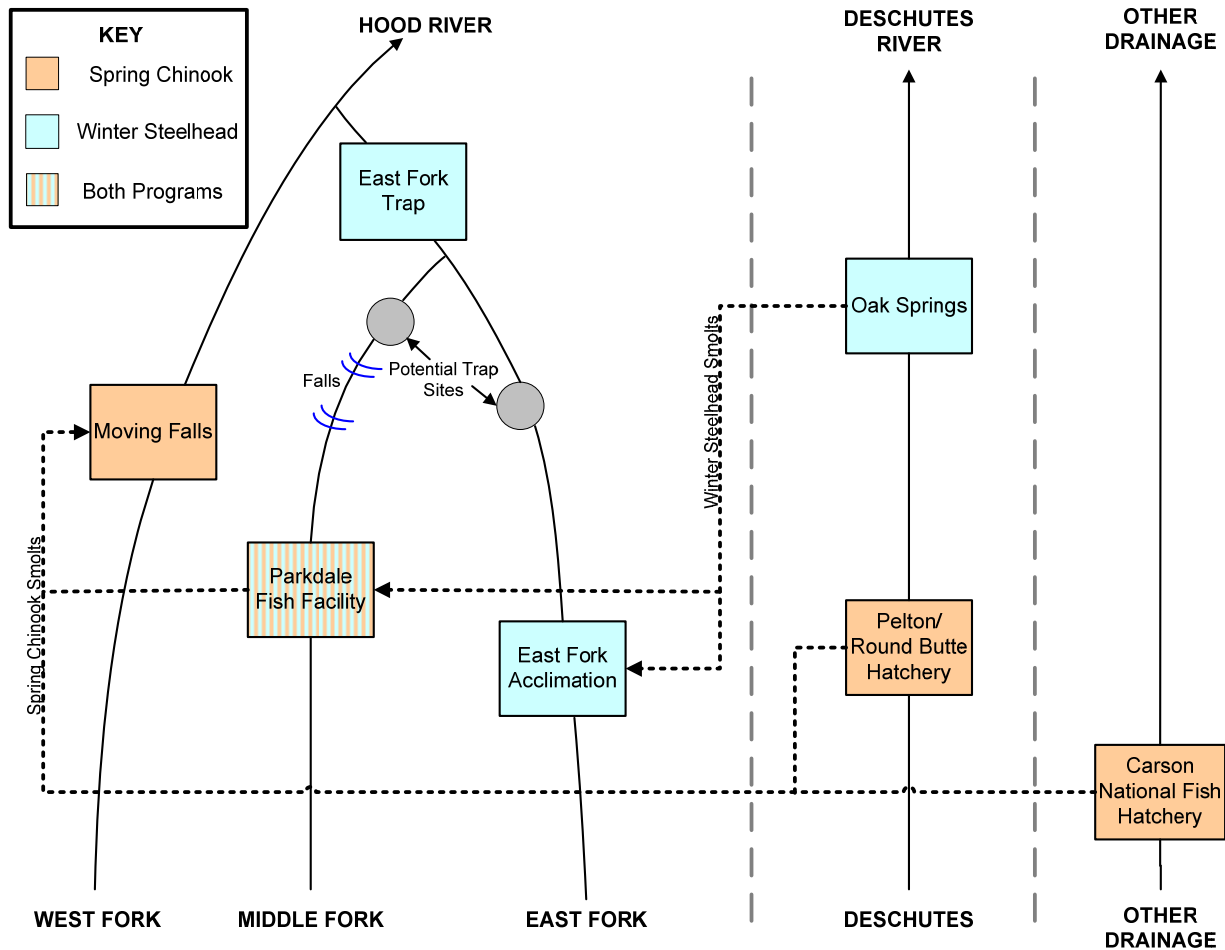 KEY
Spring Chinook
Winter Steelhead
Both Programs
HOOD RIVER
DESCHUTES
RIVER
OTHER
DRAINAGE
East Fork
Trap
Oak Springs
Falls
Potential Trap
Sites
Moving Falls
Winter Steelhead Smolts
Spring Chinook Smolts
Parkdale
Fish Facility
East Fork
Acclimation
Pelton/
Round Butte
Hatchery
Carson
National Fish
Hatchery
WEST FORK
MIDDLE FORK
EAST FORK
DESCHUTES
OTHER
DRAINAGE